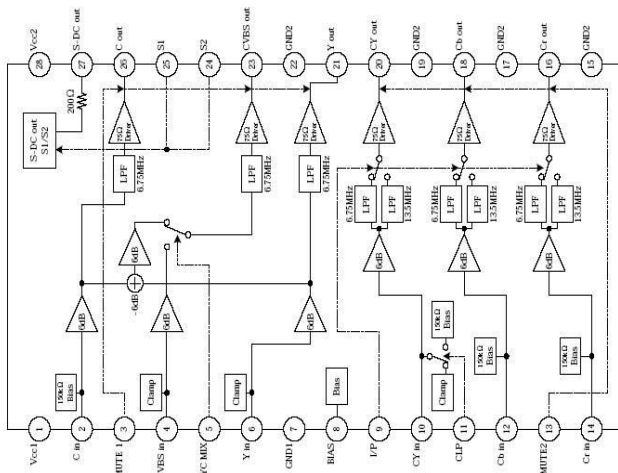 Vcc2
S-DC out
C out
S1
S2
CVBS out
GND2
Y out
CY out
GND2
Cb out
GND2
Cr out
GND2
28
27
26
25
24
23
22
21
20
19
18
17
16
15
S-DC out
S1/S2
200Ω
75Ω
Driver
75Ω
Driver
75Ω
Driver
75Ω
Driver
75Ω
Driver
75Ω
Driver
LPF
6.75MHz
LPF
6.75MHz
LPF
6.75MHz
6.75MHz
LPF
LPF
13.5MHz
6.75MHz
LPF
LPF
13.5MHz
6.75MHz
LPF
LPF
13.5MHz
6dB
-6dB
6dB
6dB
6dB
6dB
6dB
6dB
150kΩ
Bias
Clamp
Clamp
Bias
Clamp
150kΩ
Bias
150kΩ
Bias
150kΩ
Bias
1
2
3
4
5
6
7
8
9
10
11
12
13
14
Vcc1
C in
MUTE 1
VBS in
YC MIX
Y in
GND1
BIAS
I/P
CY in
CLP
Cb in
MUTE2
Cr in